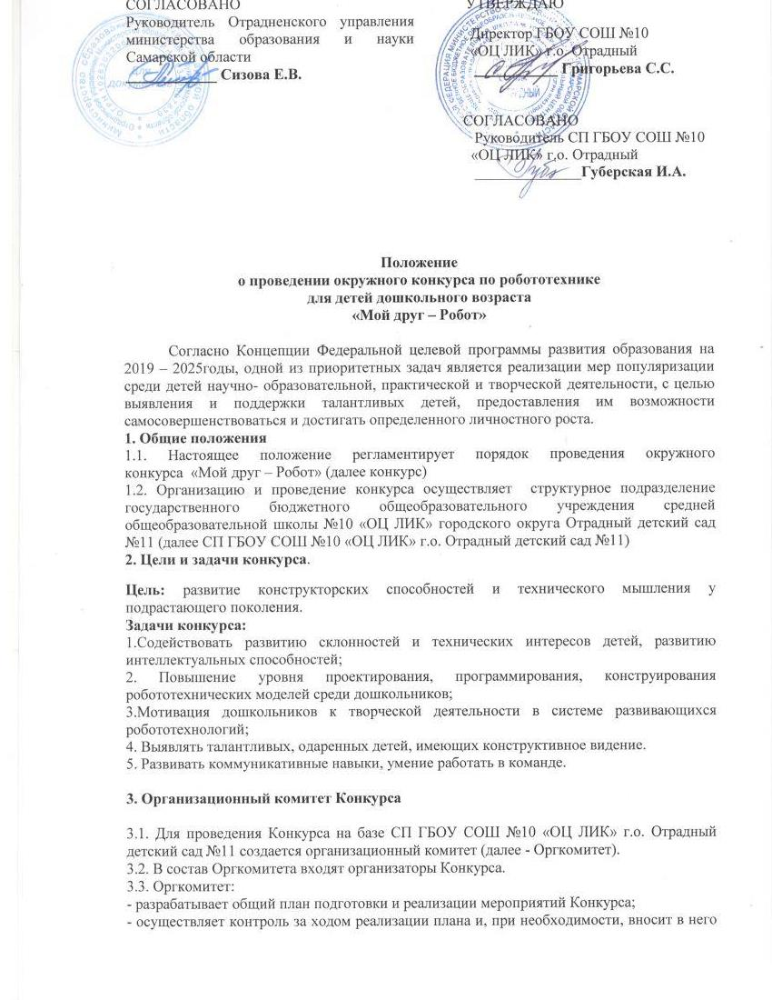 СОГЛАСОВАНО
Руководитель Отрадненского управления
министерства образования и науки
Самарской области
____________ Сизова Е.В.
УТВЕРЖДАЮ
Директор ГБОУ СОШ №10
«ОЦ ЛИК» г.о. Отрадный
___________ Григорьева С.С.
СОГЛАСОВАНО
Руководитель СП ГБОУ СОШ №10
«ОЦ ЛИК» г.о. Отрадный
______________Губерская И.А.
Положение
о проведении окружного конкурса по робототехнике
для детей дошкольного возраста
«Мой друг – Робот»
Согласно Концепции Федеральной целевой программы развития образования на
2019 – 2025годы, одной из приоритетных задач является реализации мер популяризации
среди детей научно- образовательной, практической и творческой деятельности, с целью
выявления и поддержки талантливых детей, предоставления им возможности
самосовершенствоваться и достигать определенного личностного роста.
1. Общие положения
1.1. Настоящее положение регламентирует порядок проведения окружного
конкурса «Мой друг – Робот» (далее конкурс)
1.2. Организацию и проведение конкурса осуществляет структурное подразделение
государственного бюджетного общеобразовательного учреждения средней
общеобразовательной школы №10 «ОЦ ЛИК» городского округа Отрадный детский сад
№11 (далее СП ГБОУ СОШ №10 «ОЦ ЛИК» г.о. Отрадный детский сад №11)
2. Цели и задачи конкурса.
Цель: развитие конструкторских способностей и технического мышления у
подрастающего поколения.
Задачи конкурса:
1.Содействовать развитию склонностей и технических интересов детей, развитию
интеллектуальных способностей;
2. Повышение уровня проектирования, программирования, конструирования
робототехнических моделей среди дошкольников;
3.Мотивация дошкольников к творческой деятельности в системе развивающихся
робототехнологий;
4. Выявлять талантливых, одаренных детей, имеющих конструктивное видение.
5. Развивать коммуникативные навыки, умение работать в команде.
3. Организационный комитет Конкурса
3.1. Для проведения Конкурса на базе СП ГБОУ СОШ №10 «ОЦ ЛИК» г.о. Отрадный
детский сад №11 создается организационный комитет (далее - Оргкомитет).
3.2. В состав Оргкомитета входят организаторы Конкурса.
3.3. Оргкомитет:
- разрабатывает общий план подготовки и реализации мероприятий Конкурса;
- осуществляет контроль за ходом реализации плана и, при необходимости, вносит в него